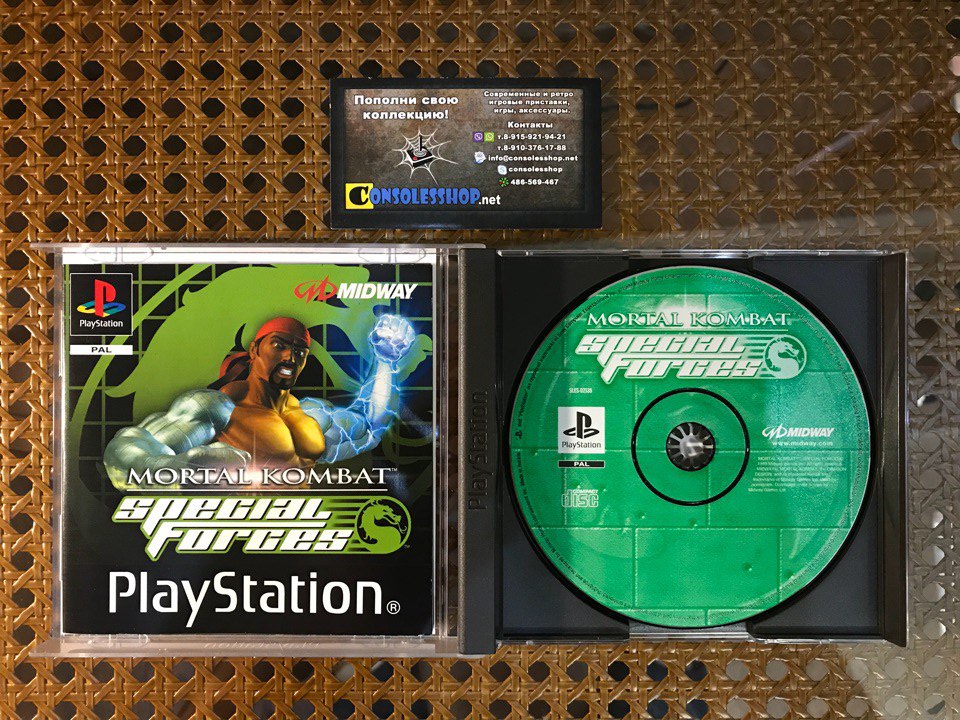 Пополни свою
коллекцию!
Современные и ретро
игровые приставки,
игры, аксессуары.
Контакты
т.8-915-921-94-21
т.8-910-376-17-88
info@consolesshop.net
consolesshop
486-569-467
CONSOLESSHOP.net
PlayStation
PAL
MIDWAY
MORTAL KOMBAT™
SPECIAL
FORCES™
PlayStation®
PlayStation
MORTAL KOMBAT®
SPECIAL
FORCES
PlayStation
PAL
MIDWAY
www.midway.com
COMPACT
disc